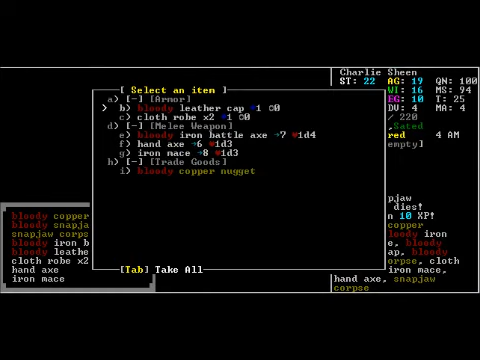 Charlie Sheen
ST: 22 AG: 19 QN: 100
WI: 16 MS: 94
EG: 10 T: 25
DV: 4 MA: 4
/ 220
,Sated
red 4 AM
empty]
[ Select an item ]
a) [-] [Armor]
> b) bloody leather cap 1 0
c) cloth robe x2 1 0
d) [-] [Melee Weapon]
e) bloody iron battle axe →7 ♥1d4
f) hand axe →6 ♥1d3
g) iron mace →8 ♥1d3
h) [-] [Trade Goods]
i) bloody copper nugget
[Tab] Take All
bloody copper
bloody snapja
snapjaw corps
bloody iron b
bloody leathe
cloth robe x2
hand axe
iron mace
pjaw
dies!
n 10 XP!
copper
loody iron
e, bloody
ap, bloody
orpse, cloth
iron mace,
hand axe, snapjaw
corpse